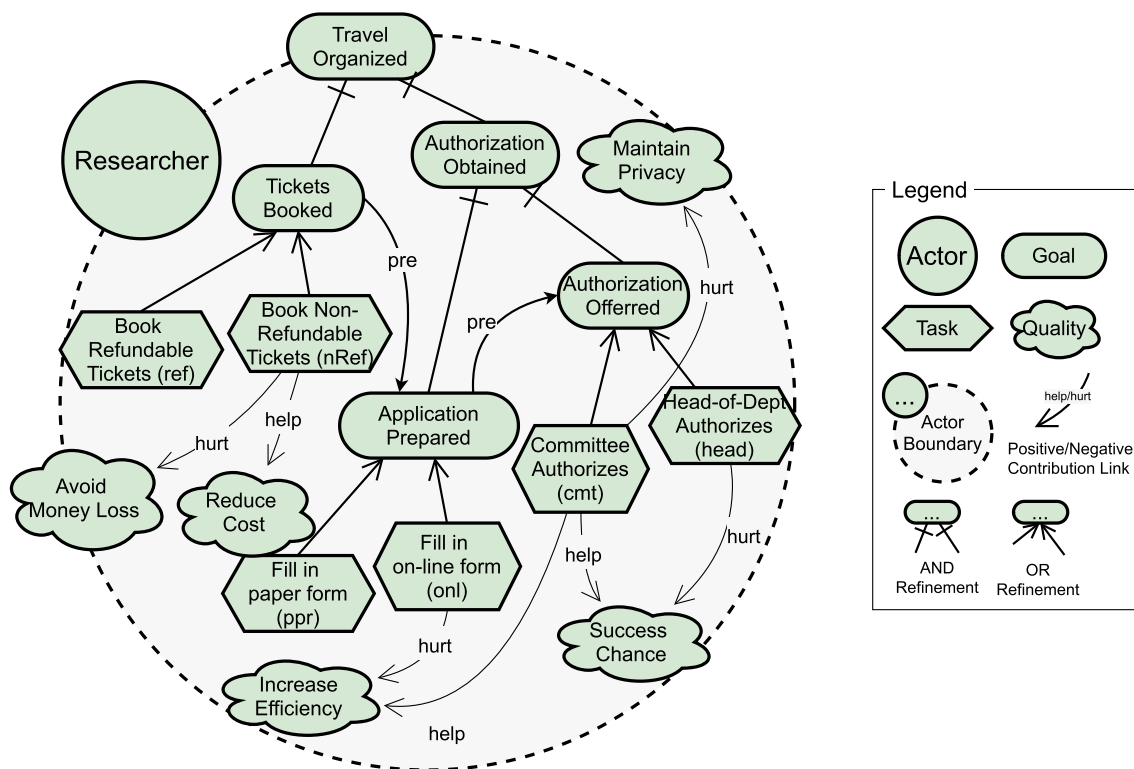 Travel
Organized
Researcher
Authorization
Obtained
Maintain
Privacy
Tickets
Booked
pre
hurt
Authorization
Offerred
pre
Book
Refundable
Tickets (ref)
Book Non-
Refundable
Tickets (nRef)
Application
Prepared
Head-of-Dept
Authorizes
(head)
Committee
Authorizes
(cmt)
hurt
help
Avoid
Money Loss
Reduce
Cost
Fill in
paper form
(ppr)
Fill in
on-line form
(onl)
help
hurt
hurt
Success
Chance
Increase
Efficiency
help
Legend
Actor
Goal
Task
Quality
...
Actor
Boundary
help/hurt
Positive/Negative
Contribution Link
...
AND
Refinement
...
OR
Refinement